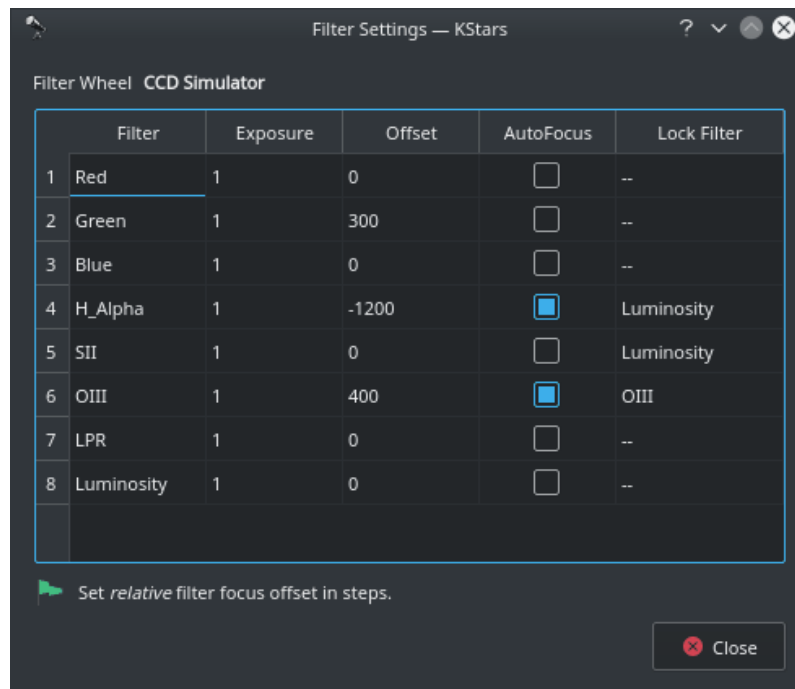 Filter Settings — KStars
Filter Wheel CCD Simulator
Filter Exposure Offset AutoFocus Lock Filter
1 Red 1 0 --
2 Green 1 300 --
3 Blue 1 0 --
4 H_Alpha 1 -1200 Luminosity
5 SII 1 0 Luminosity
6 OIII 1 400 OIII
7 LPR 1 0 --
8 Luminosity 1 0 --
Set relative filter focus offset in steps.
Close